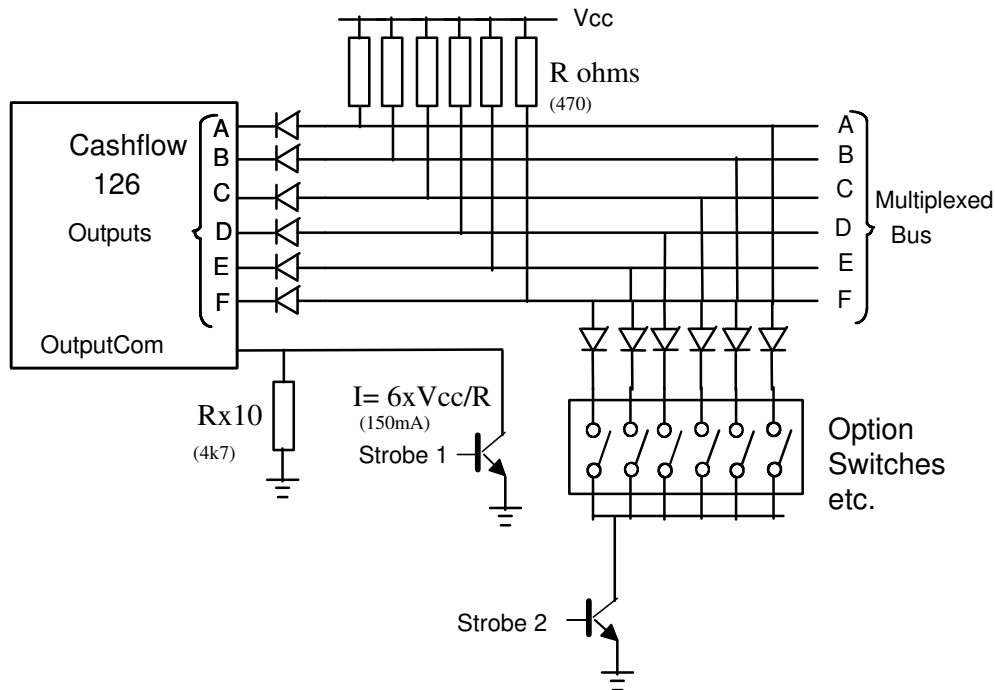 Vcc
R ohms
(470)
Cashflow
126
Outputs
A
B
C
D
E
F
OutputCom
A
B
C
D
E
F
Multiplexed
Bus
Rx10
(4k7)
I= 6xVcc/R
(150mA)
Strobe 1
Option
Switches
etc.
Strobe 2